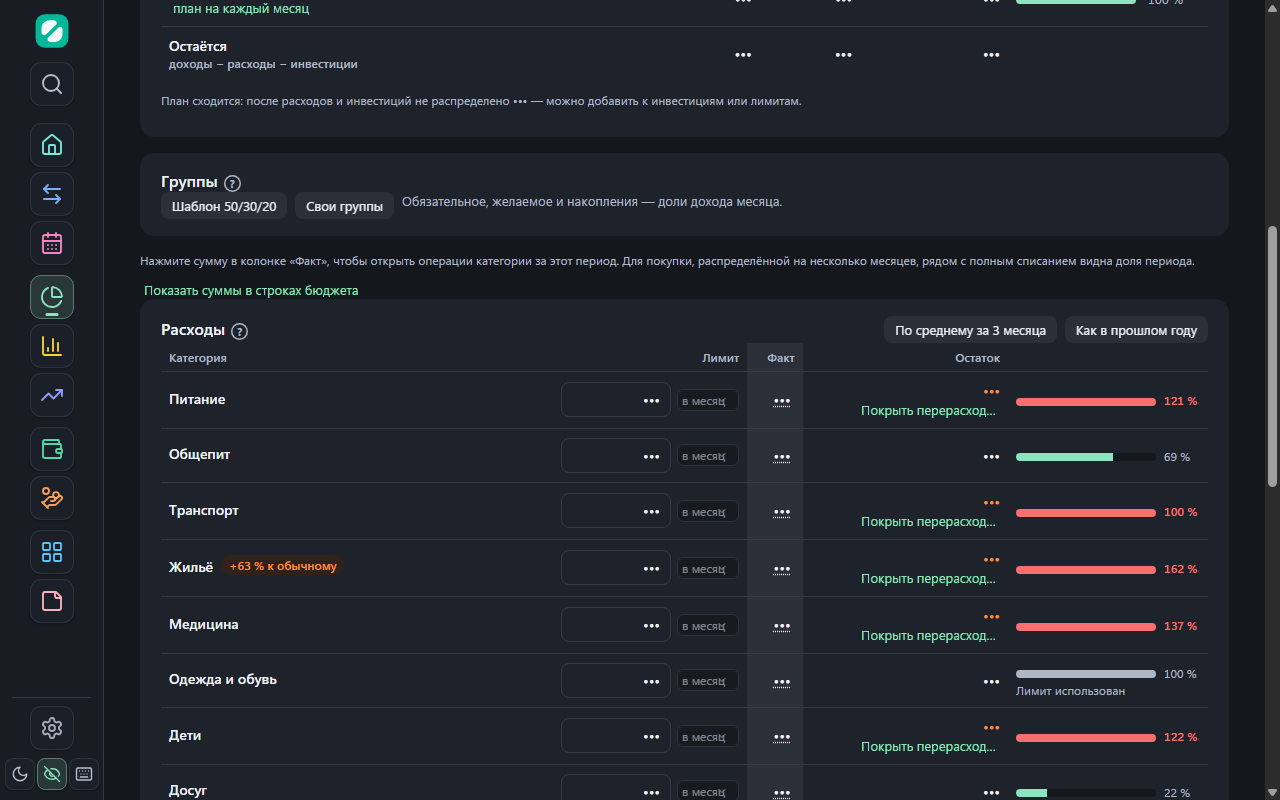 план на каждый месяц ••• ••• ••• 100 %
Остаётся ••• ••• •••
доходы − расходы − инвестиции
План сходится: после расходов и инвестиций не распределено ••• — можно добавить к инвестициям или лимитам.
Группы ?
Шаблон 50/30/20 Свои группы Обязательное, желаемое и накопления — доли дохода месяца.
Нажмите сумму в колонке «Факт», чтобы открыть операции категории за этот период. Для покупки, распределённой на несколько месяцев, рядом с полным списанием видна доля периода.
Показать суммы в строках бюджета
Расходы ? По среднему за 3 месяца Как в прошлом году
Категория Лимит Факт Остаток
Питание ••• в месяц ••• ••• 121 %
Покрыть перерасход...
Общепит ••• в месяц ••• ••• 69 %
Транспорт ••• в месяц ••• ••• 100 %
Покрыть перерасход...
Жильё +63 % к обычному ••• в месяц ••• ••• 162 %
Покрыть перерасход...
Медицина ••• в месяц ••• ••• 137 %
Покрыть перерасход...
Одежда и обувь ••• в месяц ••• ••• 100 %
Лимит использован
Дети ••• в месяц ••• ••• 122 %
Покрыть перерасход...
Досуг ••• в месяц ••• ••• 22 %